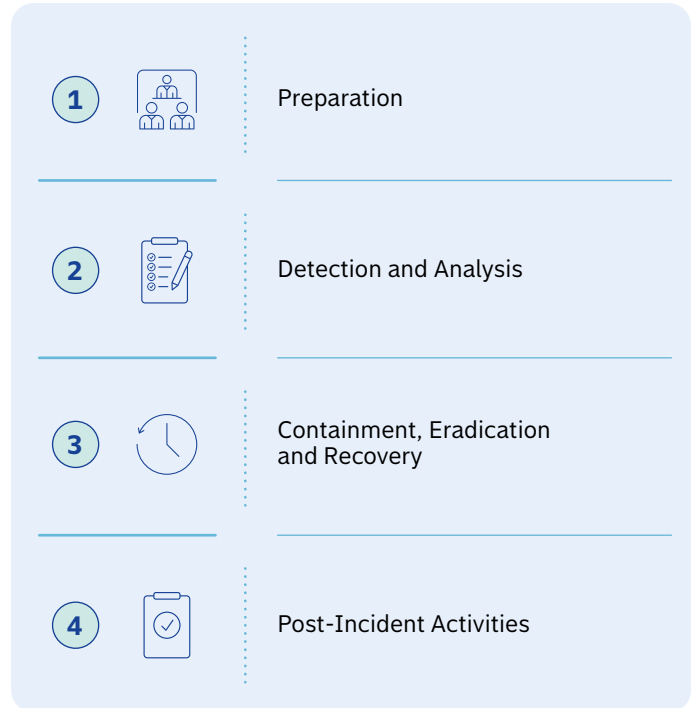 1
Preparation
2
Detection and Analysis
3
Containment, Eradication
and Recovery
4
Post-Incident Activities